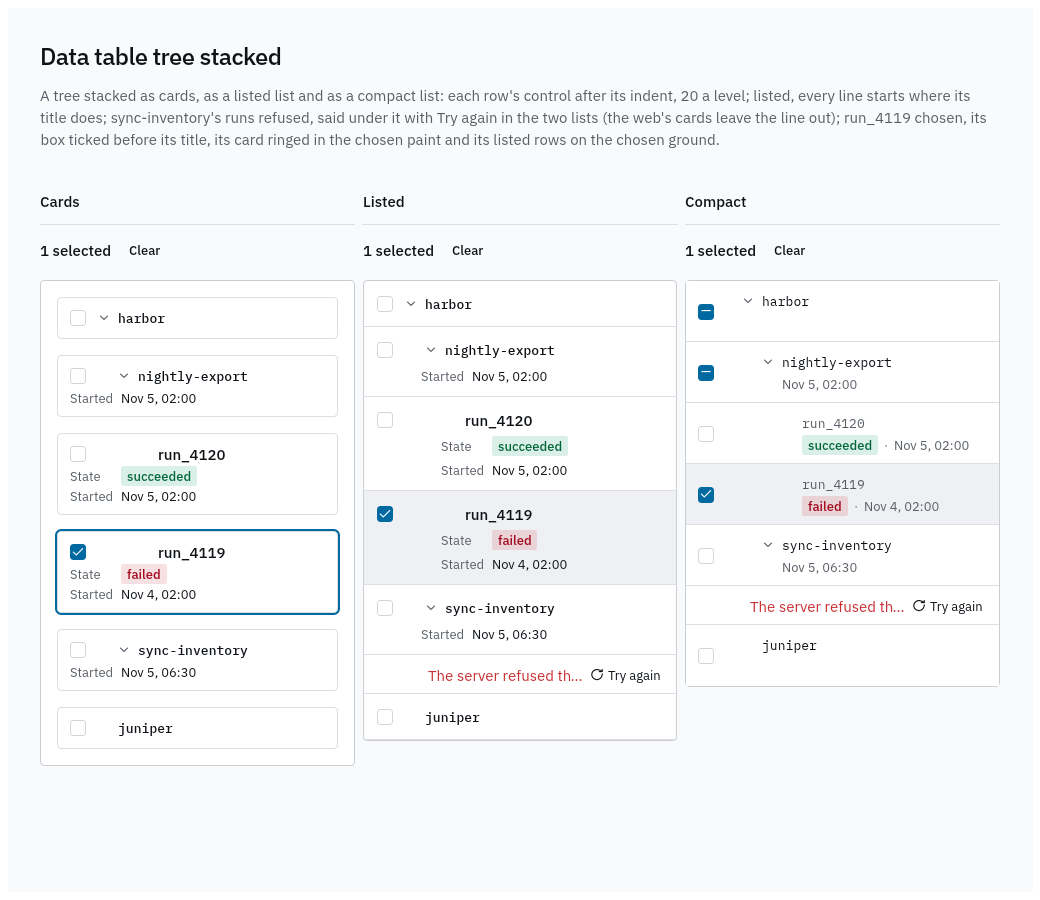 Data table tree stacked
A tree stacked as cards, as a listed list and as a compact list: each row's control after its indent, 20 a level; listed, every line starts where its
title does; sync-inventory's runs refused, said under it with Try again in the two lists (the web's cards leave the line out); run_4119 chosen, its
box ticked before its title, its card ringed in the chosen paint and its listed rows on the chosen ground.
Cards
1 selected Clear
harbor
nightly-export
Started Nov 5, 02:00
run_4120
State succeeded
Started Nov 5, 02:00
run_4119
State failed
Started Nov 4, 02:00
sync-inventory
Started Nov 5, 06:30
juniper
Listed
1 selected Clear
harbor
nightly-export
Started Nov 5, 02:00
run_4120
State succeeded
Started Nov 5, 02:00
run_4119
State failed
Started Nov 4, 02:00
sync-inventory
Started Nov 5, 06:30
The server refused th... Try again
juniper
Compact
1 selected Clear
harbor
nightly-export
Nov 5, 02:00
run_4120
succeeded · Nov 5, 02:00
run_4119
failed · Nov 4, 02:00
sync-inventory
Nov 5, 06:30
The server refused th... Try again
juniper